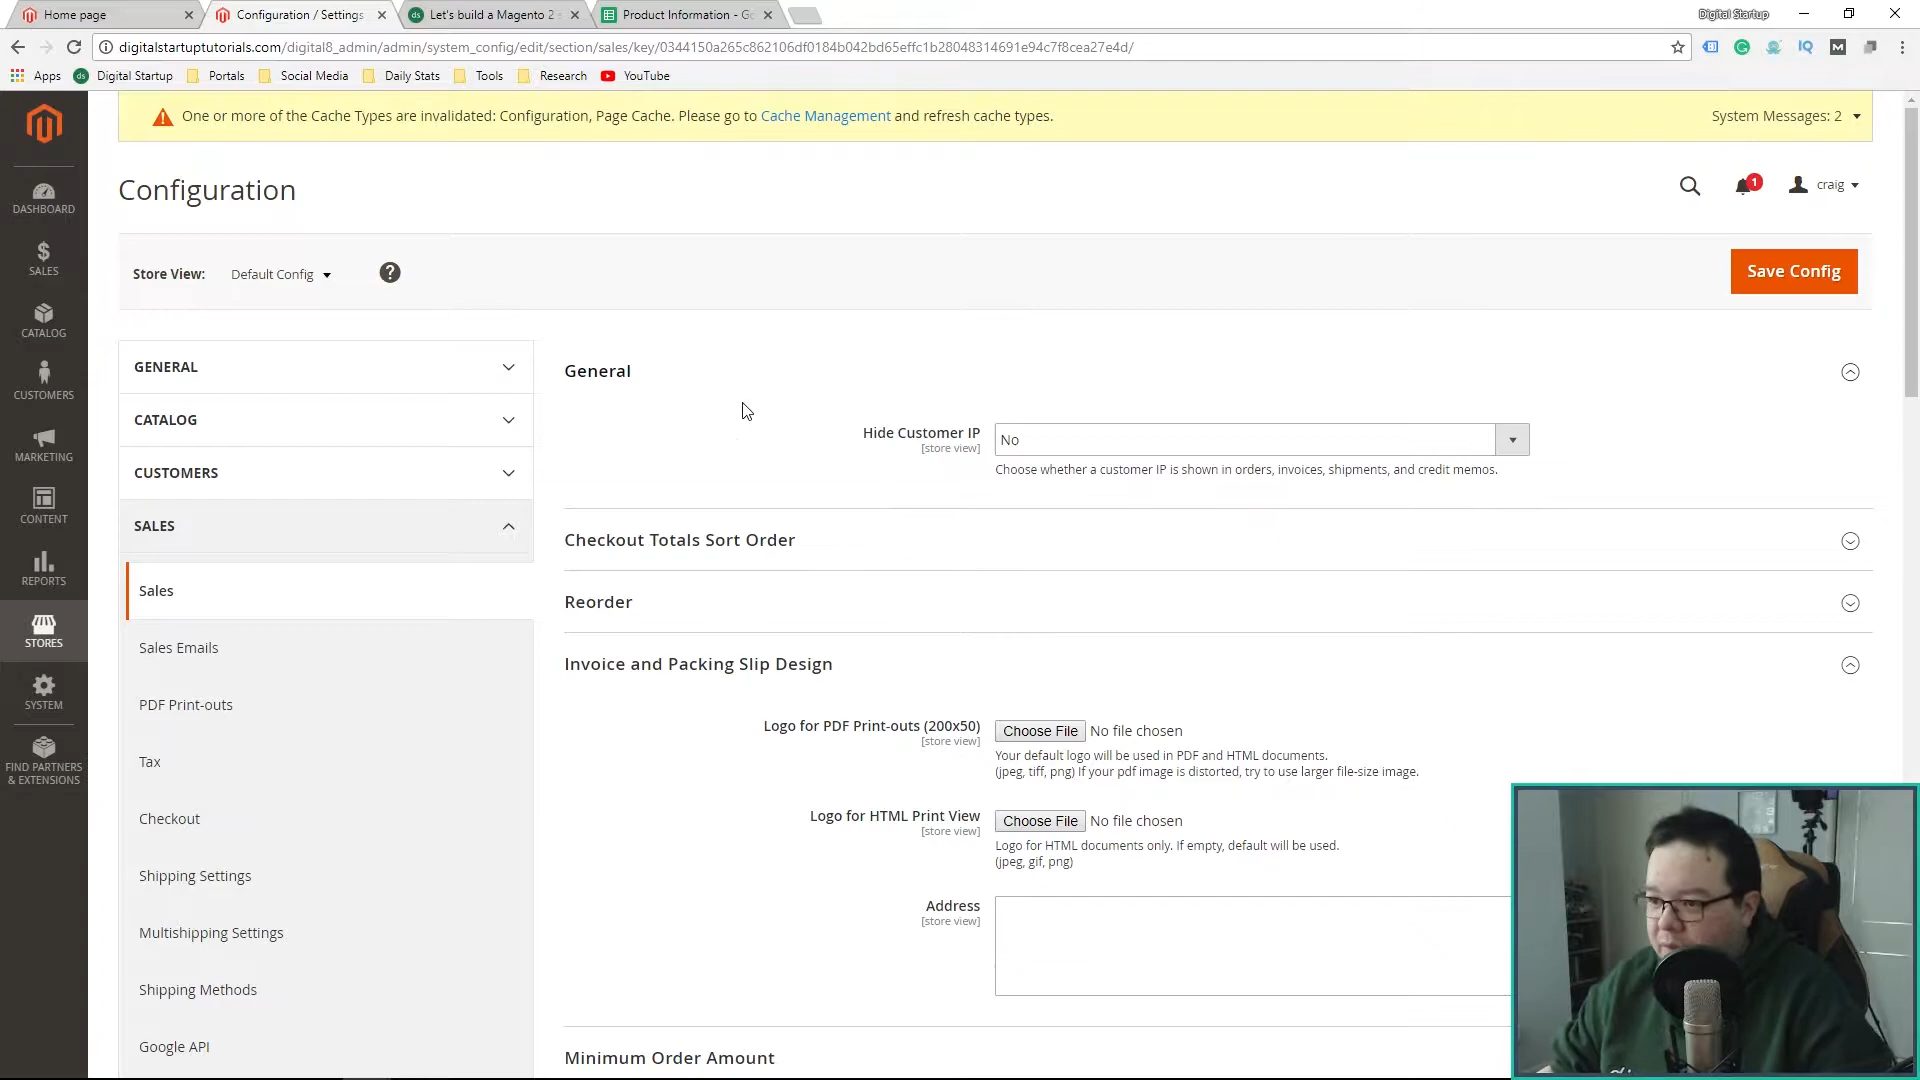 Home page
Configuration / Settings
Let's build a Magento 2
Product Information - Go
Digital Startup
digitalstartuptutorials.com/digital8_admin/admin/system_config/edit/section/sales/key/0344150a265c862106df0184b042bd65effc1b28048314691e94c7f8cea27e4d/
Apps
Digital Startup
Portals
Social Media
Daily Stats
Tools
Research
YouTube
One or more of the Cache Types are invalidated: Configuration, Page Cache. Please go to Cache Management and refresh cache types.
System Messages: 2
Configuration
1
craig
Store View:
Default Config
?
Save Config
DASHBOARD
SALES
CATALOG
CUSTOMERS
MARKETING
CONTENT
REPORTS
STORES
SYSTEM
FIND PARTNERS
& EXTENSIONS
GENERAL
CATALOG
CUSTOMERS
SALES
Sales
Sales Emails
PDF Print-outs
Tax
Checkout
Shipping Settings
Multishipping Settings
Shipping Methods
Google API
General
Hide Customer IP
[store view]
No
Choose whether a customer IP is shown in orders, invoices, shipments, and credit memos.
Checkout Totals Sort Order
Reorder
Invoice and Packing Slip Design
Logo for PDF Print-outs (200x50)
[store view]
Choose File No file chosen
Your default logo will be used in PDF and HTML documents.
(jpeg, tiff, png) If your pdf image is distorted, try to use larger file-size image.
Logo for HTML Print View
[store view]
Choose File No file chosen
Logo for HTML documents only. If empty, default will be used.
(jpeg, gif, png)
Address
[store view]
Minimum Order Amount